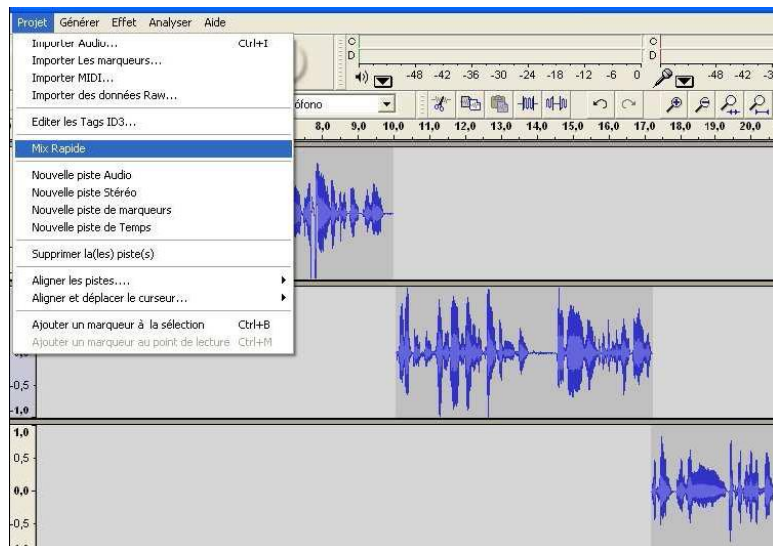 Projet Générer Effet Analyser Aide
Importer Audio... Ctrl+I
Importer Les marqueurs...
Importer MIDI...
Importer des données Raw...
Editer les Tags ID3...
Mix Rapide
Nouvelle piste Audio
Nouvelle piste Stéréo
Nouvelle piste de marqueurs
Nouvelle piste de Temps
Supprimer la(les) piste(s)
Aligner les pistes....
Aligner et déplacer le curseur...
Ajouter un marqueur à la sélection Ctrl+B
Ajouter un marqueur au point de lecture Ctrl+M
C
D
-48 -42 -36 -30 -24 -18 -12 -6 0
C
D
-48 -42 -3
ófono
8,0 9,0 10,0 11,0 12,0 13,0 14,0 15,0 16,0 17,0 18,0 19,0 20,0
-0,5
-1,0
1,0
0,5
0,0
-0,5